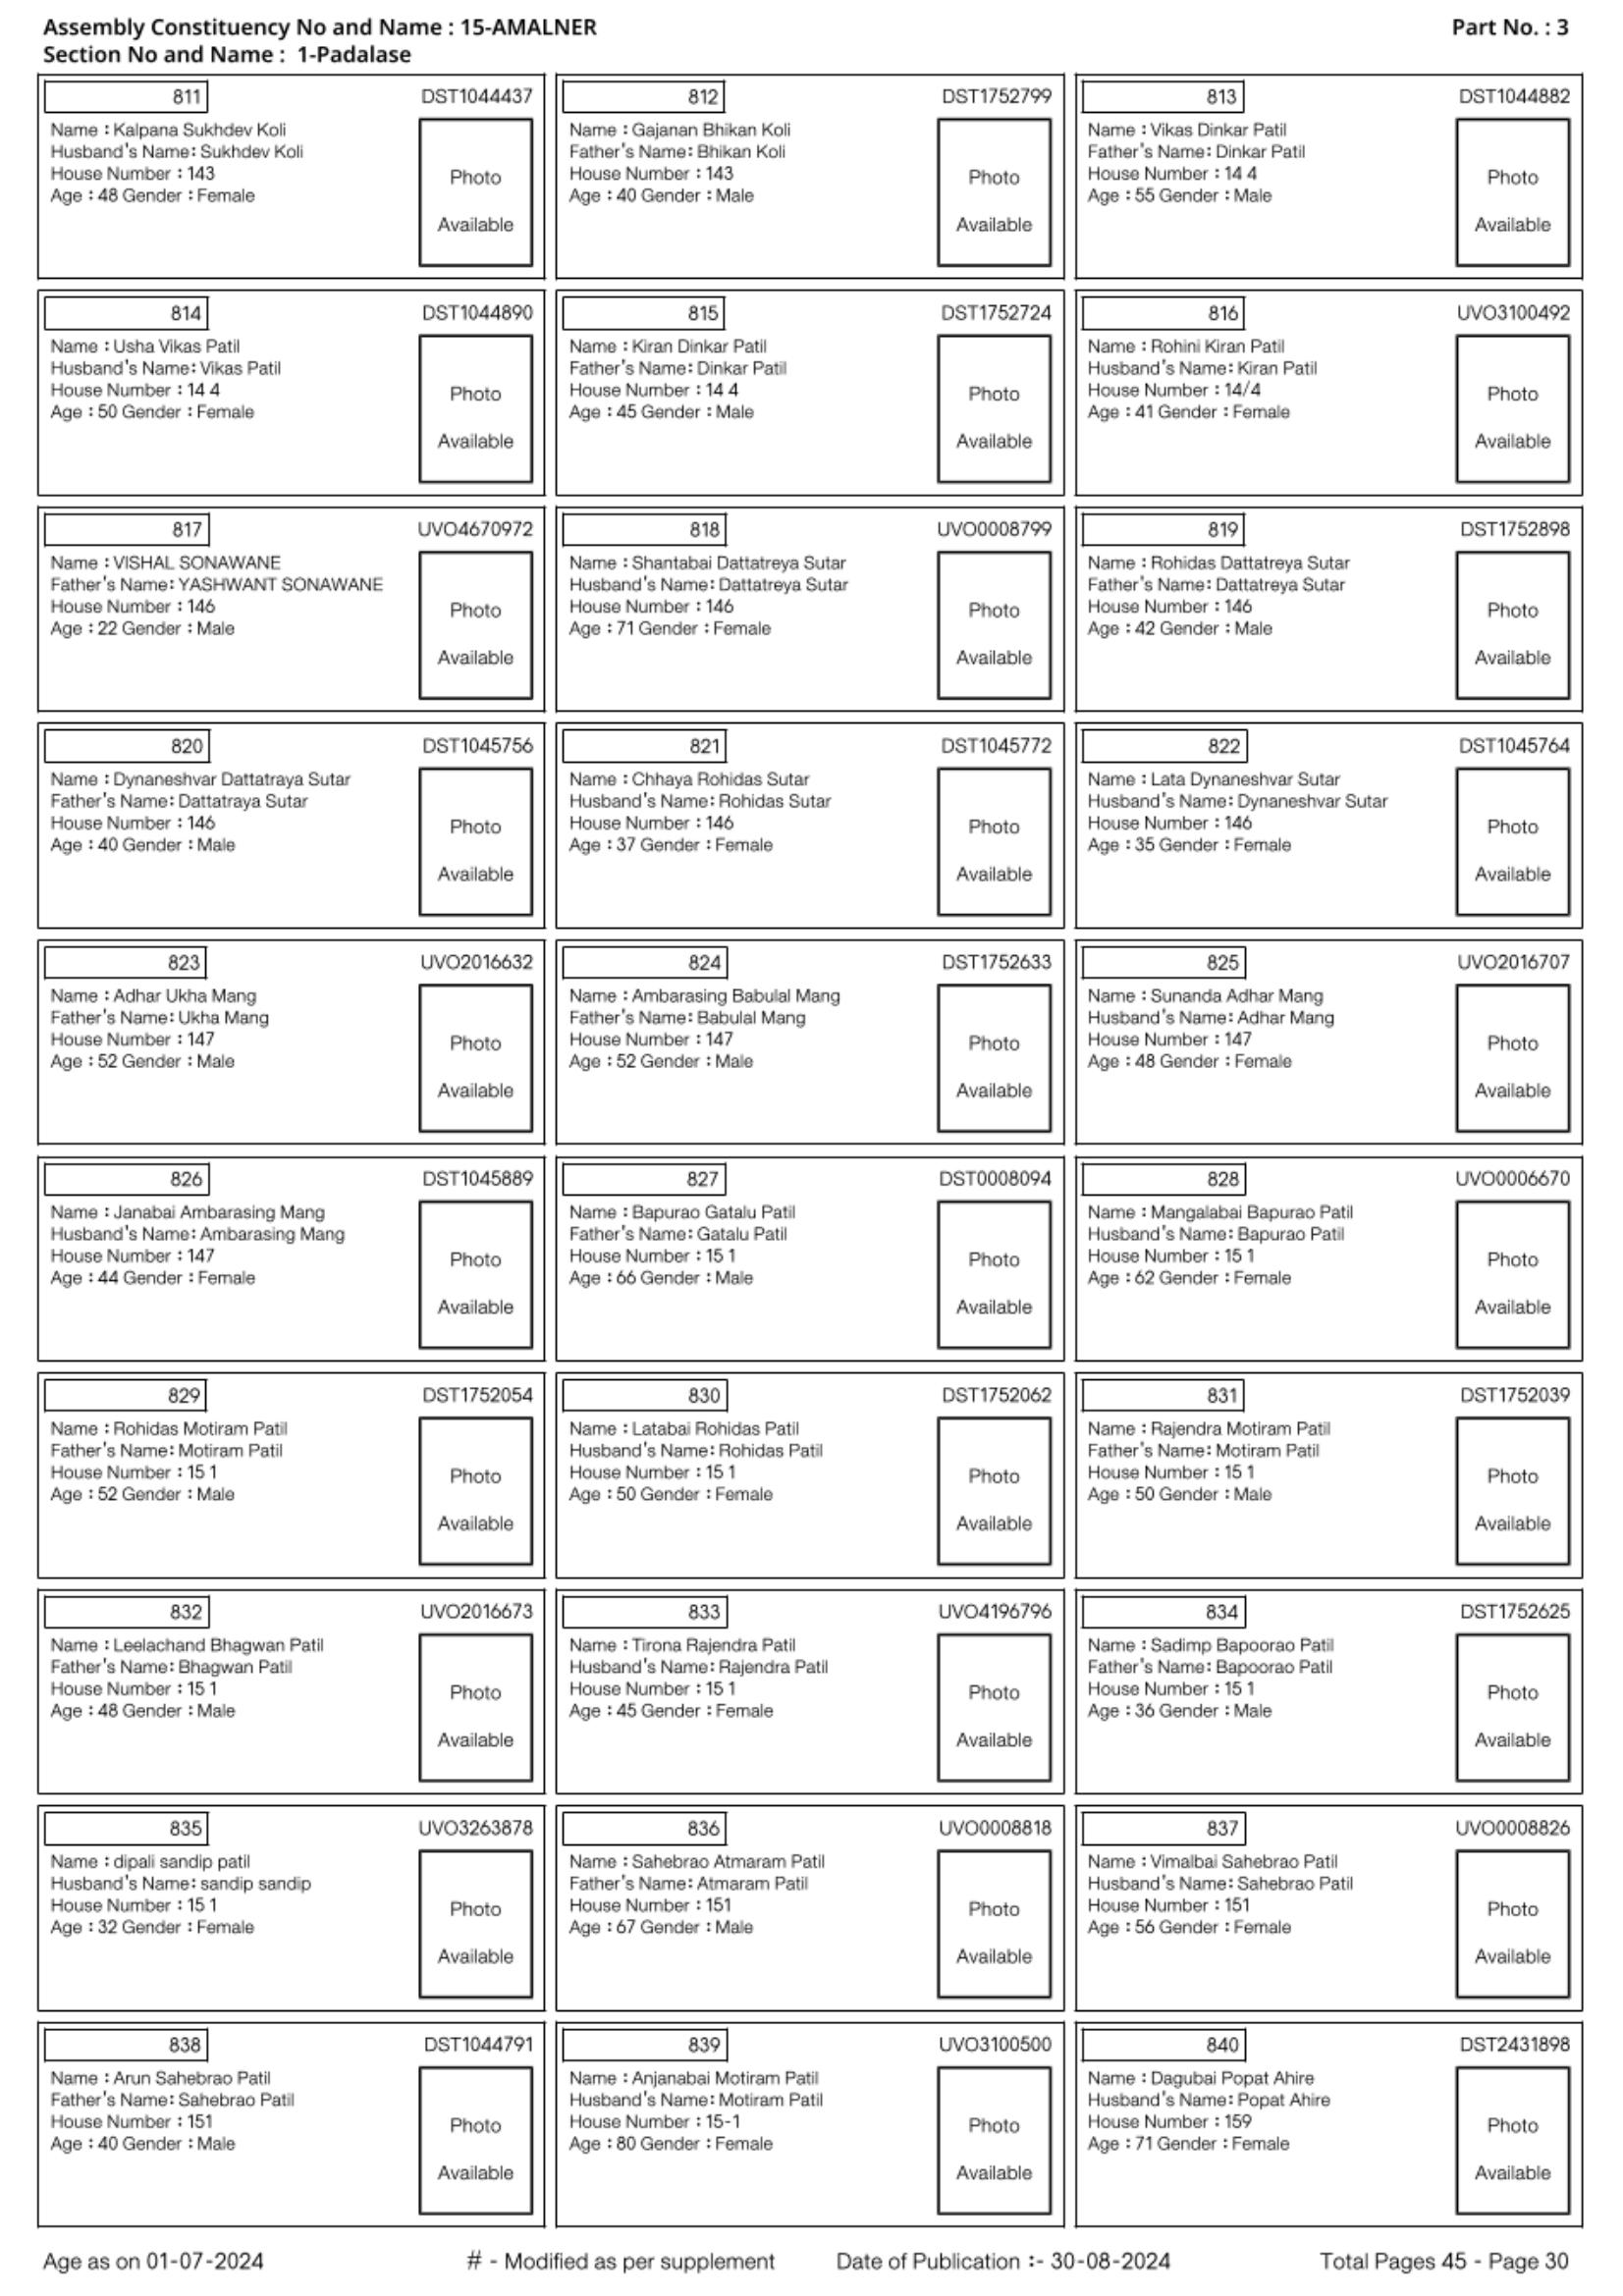 Assembly Constituency No and Name : 15-AMALNER
Part No. : 3
Section No and Name : 1-Padalase
811 DST1044437
Name : Kalpana Sukhdev Koli
Husband's Name: Sukhdev Koli
House Number : 143
Age : 48 Gender : Female
Photo
Available
812 DST1752799
Name : Gajanan Bhikan Koli
Father's Name: Bhikan Koli
House Number : 143
Age : 40 Gender : Male
Photo
Available
813 DST1044882
Name : Vikas Dinkar Patil
Father's Name: Dinkar Patil
House Number : 14 4
Age : 55 Gender : Male
Photo
Available
814 DST1044890
Name : Usha Vikas Patil
Husband's Name: Vikas Patil
House Number : 14 4
Age : 50 Gender : Female
Photo
Available
815 DST1752724
Name : Kiran Dinkar Patil
Father's Name: Dinkar Patil
House Number : 14 4
Age : 45 Gender : Male
Photo
Available
816 UVO3100492
Name : Rohini Kiran Patil
Husband's Name: Kiran Patil
House Number : 14/4
Age : 41 Gender : Female
Photo
Available
817 UVO4670972
Name : VISHAL SONAWANE
Father's Name: YASHWANT SONAWANE
House Number : 146
Age : 22 Gender : Male
Photo
Available
818 UVO0008799
Name : Shantabai Dattatreya Sutar
Husband's Name: Dattatreya Sutar
House Number : 146
Age : 71 Gender : Female
Photo
Available
819 DST1752898
Name : Rohidas Dattatreya Sutar
Father's Name: Dattatreya Sutar
House Number : 146
Age : 42 Gender : Male
Photo
Available
820 DST1045756
Name : Dynaneshvar Dattatraya Sutar
Father's Name: Dattatraya Sutar
House Number : 146
Age : 40 Gender : Male
Photo
Available
821 DST1045772
Name : Chhaya Rohidas Sutar
Husband's Name: Rohidas Sutar
House Number : 146
Age : 37 Gender : Female
Photo
Available
822 DST1045764
Name : Lata Dynaneshvar Sutar
Husband's Name: Dynaneshvar Sutar
House Number : 146
Age : 35 Gender : Female
Photo
Available
823 UVO2016632
Name : Adhar Ukha Mang
Father's Name: Ukha Mang
House Number : 147
Age : 52 Gender : Male
Photo
Available
824 DST1752633
Name : Ambarasing Babulal Mang
Father's Name: Babulal Mang
House Number : 147
Age : 52 Gender : Male
Photo
Available
825 UVO2016707
Name : Sunanda Adhar Mang
Husband's Name: Adhar Mang
House Number : 147
Age : 48 Gender : Female
Photo
Available
826 DST1045889
Name : Janabai Ambarasing Mang
Husband's Name: Ambarasing Mang
House Number : 147
Age : 44 Gender : Female
Photo
Available
827 DST0008094
Name : Bapurao Gatalu Patil
Father's Name: Gatalu Patil
House Number : 15 1
Age : 66 Gender : Male
Photo
Available
828 UVO0006670
Name : Mangalabai Bapurao Patil
Husband's Name: Bapurao Patil
House Number : 15 1
Age : 62 Gender : Female
Photo
Available
829 DST1752054
Name : Rohidas Motiram Patil
Father's Name: Motiram Patil
House Number : 15 1
Age : 52 Gender : Male
Photo
Available
830 DST1752062
Name : Latabai Rohidas Patil
Husband's Name: Rohidas Patil
House Number : 15 1
Age : 50 Gender : Female
Photo
Available
831 DST1752039
Name : Rajendra Motiram Patil
Father's Name: Motiram Patil
House Number : 15 1
Age : 50 Gender : Male
Photo
Available
832 UVO2016673
Name : Leelachand Bhagwan Patil
Father's Name: Bhagwan Patil
House Number : 15 1
Age : 48 Gender : Male
Photo
Available
833 UVO4196796
Name : Tirona Rajendra Patil
Husband's Name: Rajendra Patil
House Number : 15 1
Age : 45 Gender : Female
Photo
Available
834 DST1752625
Name : Sadimp Bapoorao Patil
Father's Name: Bapoorao Patil
House Number : 15 1
Age : 36 Gender : Male
Photo
Available
835 UVO3263878
Name : dipali sandip patil
Husband's Name: sandip sandip
House Number : 15 1
Age : 32 Gender : Female
Photo
Available
836 UVO0008818
Name : Sahebrao Atmaram Patil
Father's Name: Atmaram Patil
House Number : 151
Age : 67 Gender : Male
Photo
Available
837 UVO0008826
Name : Vimalbai Sahebrao Patil
Husband's Name: Sahebrao Patil
House Number : 151
Age : 56 Gender : Female
Photo
Available
838 DST1044791
Name : Arun Sahebrao Patil
Father's Name: Sahebrao Patil
House Number : 151
Age : 40 Gender : Male
Photo
Available
839 UVO3100500
Name : Anjanabai Motiram Patil
Husband's Name: Motiram Patil
House Number : 15-1
Age : 80 Gender : Female
Photo
Available
840 DST2431898
Name : Dagubai Popat Ahire
Husband's Name: Popat Ahire
House Number : 159
Age : 71 Gender : Female
Photo
Available
Age as on 01-07-2024 # - Modified as per supplement Date of Publication :- 30-08-2024 Total Pages 45 - Page 30